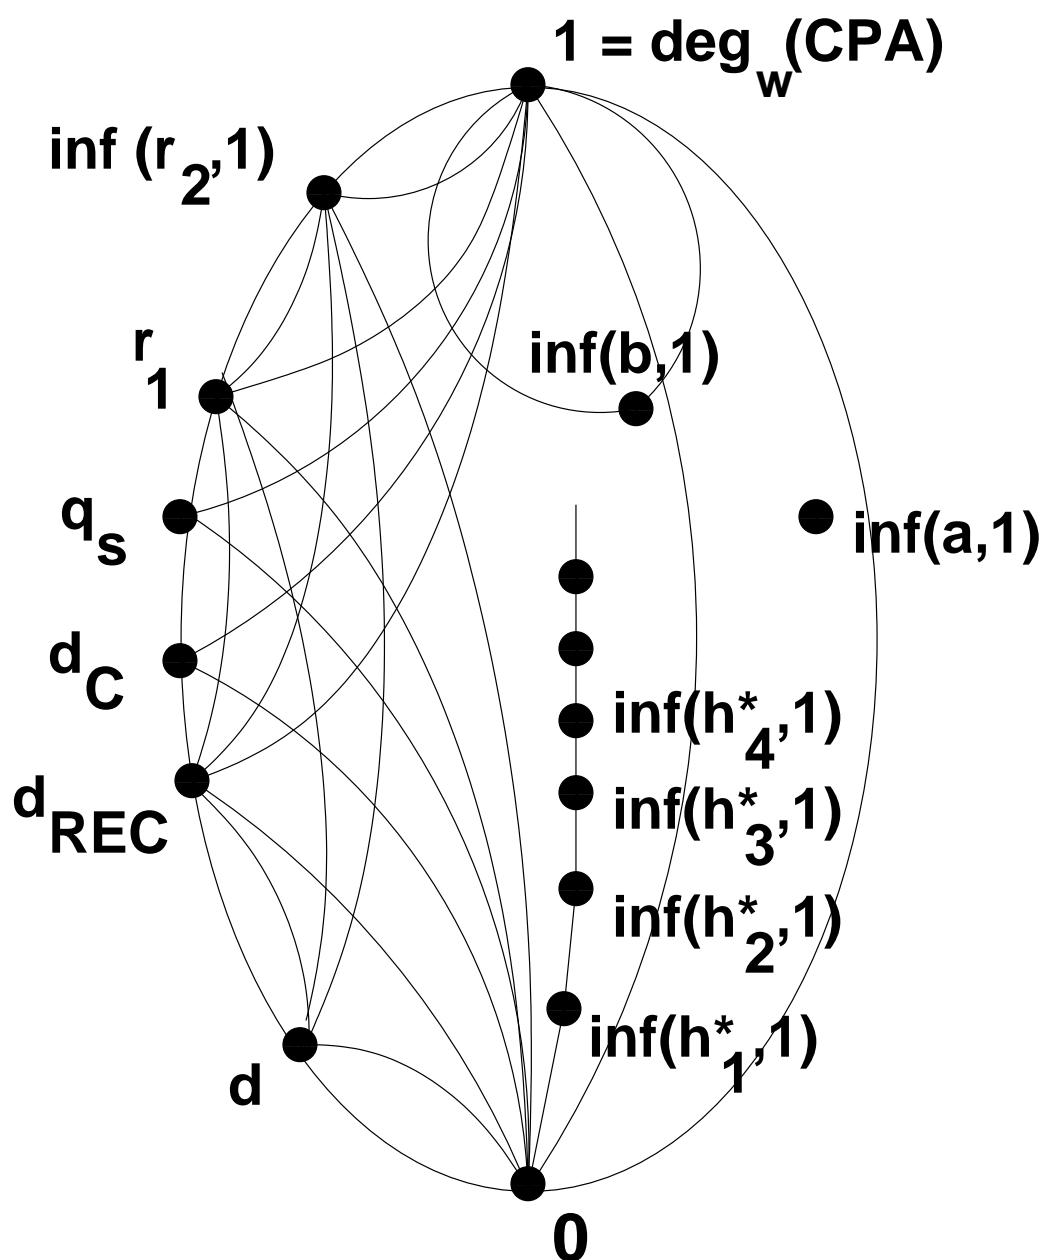 1 = deg_w(CPA)
inf (r_2,1)
r_1
inf(b,1)
q_s
inf(a,1)
d_C
inf(h*_4,1)
d_REC
inf(h*_3,1)
inf(h*_2,1)
inf(h*_1,1)
d
0